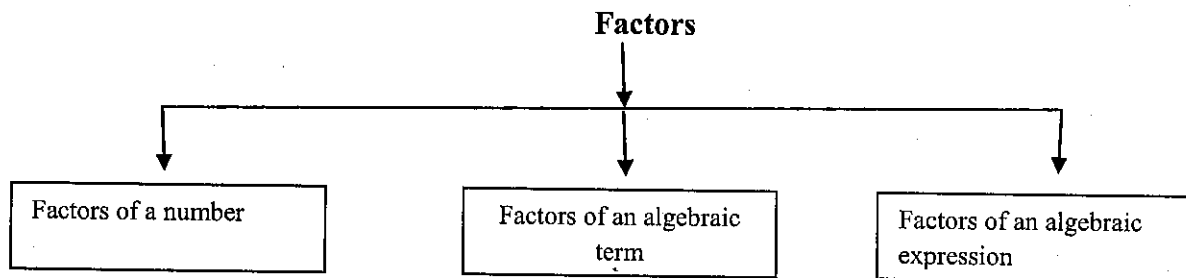 Factors
Factors of a number
Factors of an algebraic
term
Factors of an algebraic
expression